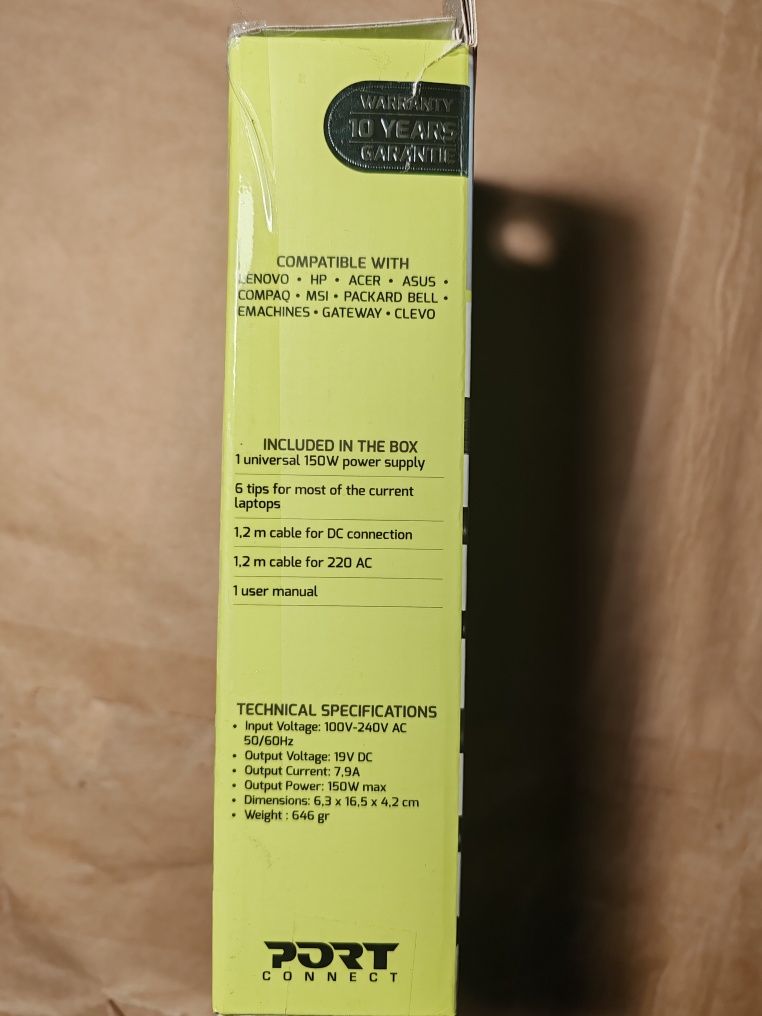 WARRANTY
10 YEARS
GARANTIE
COMPATIBLE WITH
LENOVO • HP • ACER • ASUS •
COMPAQ • MSI • PACKARD BELL •
EMACHINES • GATEWAY • CLEVO
INCLUDED IN THE BOX
1 universal 150W power supply
6 tips for most of the current
laptops
1,2 m cable for DC connection
1,2 m cable for 220 AC
1 user manual
TECHNICAL SPECIFICATIONS
• Input Voltage: 100V-240V AC
50/60Hz
• Output Voltage: 19V DC
• Output Current: 7,9A
• Output Power: 150W max
• Dimensions: 6,3 x 16,5 x 4,2 cm
• Weight : 646 gr
PORT
CONNECT